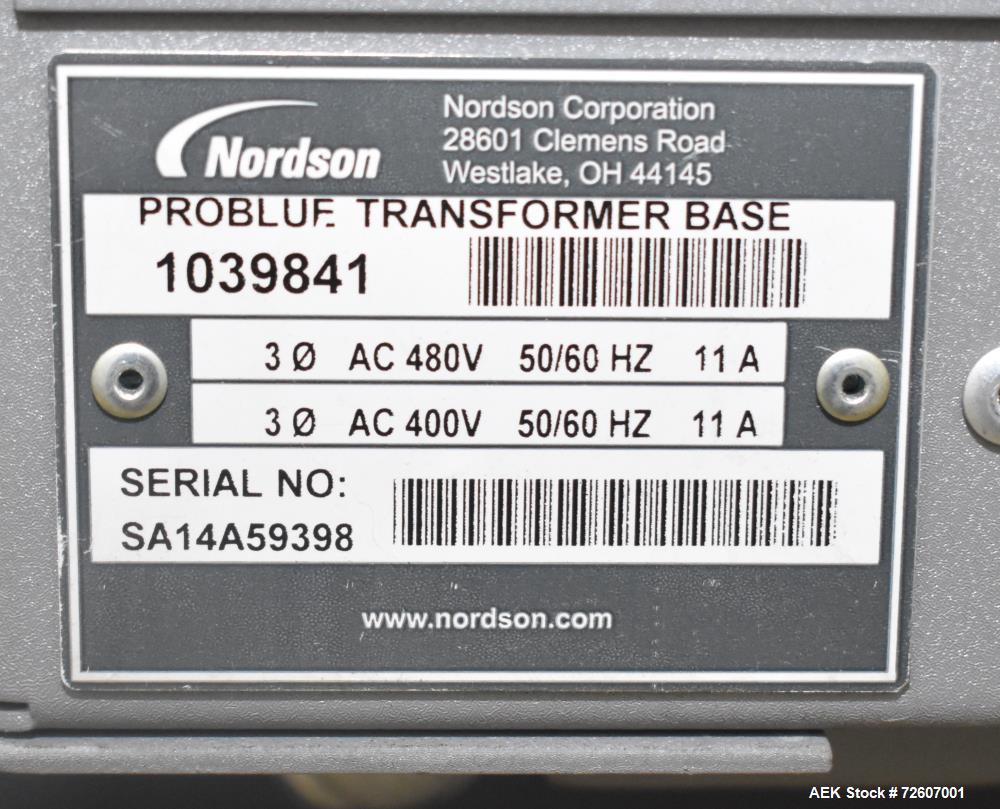 Nordson
Nordson Corporation
28601 Clemens Road
Westlake, OH 44145
PROBLUE TRANSFORMER BASE
1039841
3 Ø AC 480V 50/60 HZ 11 A
3 Ø AC 400V 50/60 HZ 11 A
SERIAL NO:
SA14A59398
www.nordson.com
AEK Stock # 72607001